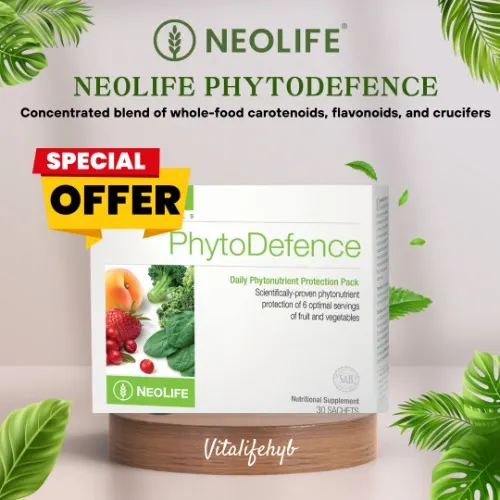 NEOLIFE®
NEOLIFE PHYTODEFENCE
Concentrated blend of whole-food carotenoids, flavonoids, and crucifers
SPECIAL
OFFER
PhytoDefence
Daily Phytonutrient Protection Pack
Scientifically-proven phytonutrient
protection of 6 optimal servings
of fruit and vegetables
SAB
NEOLIFE
Nutritional Supplement
30 SACHETS
Vitalifehyb